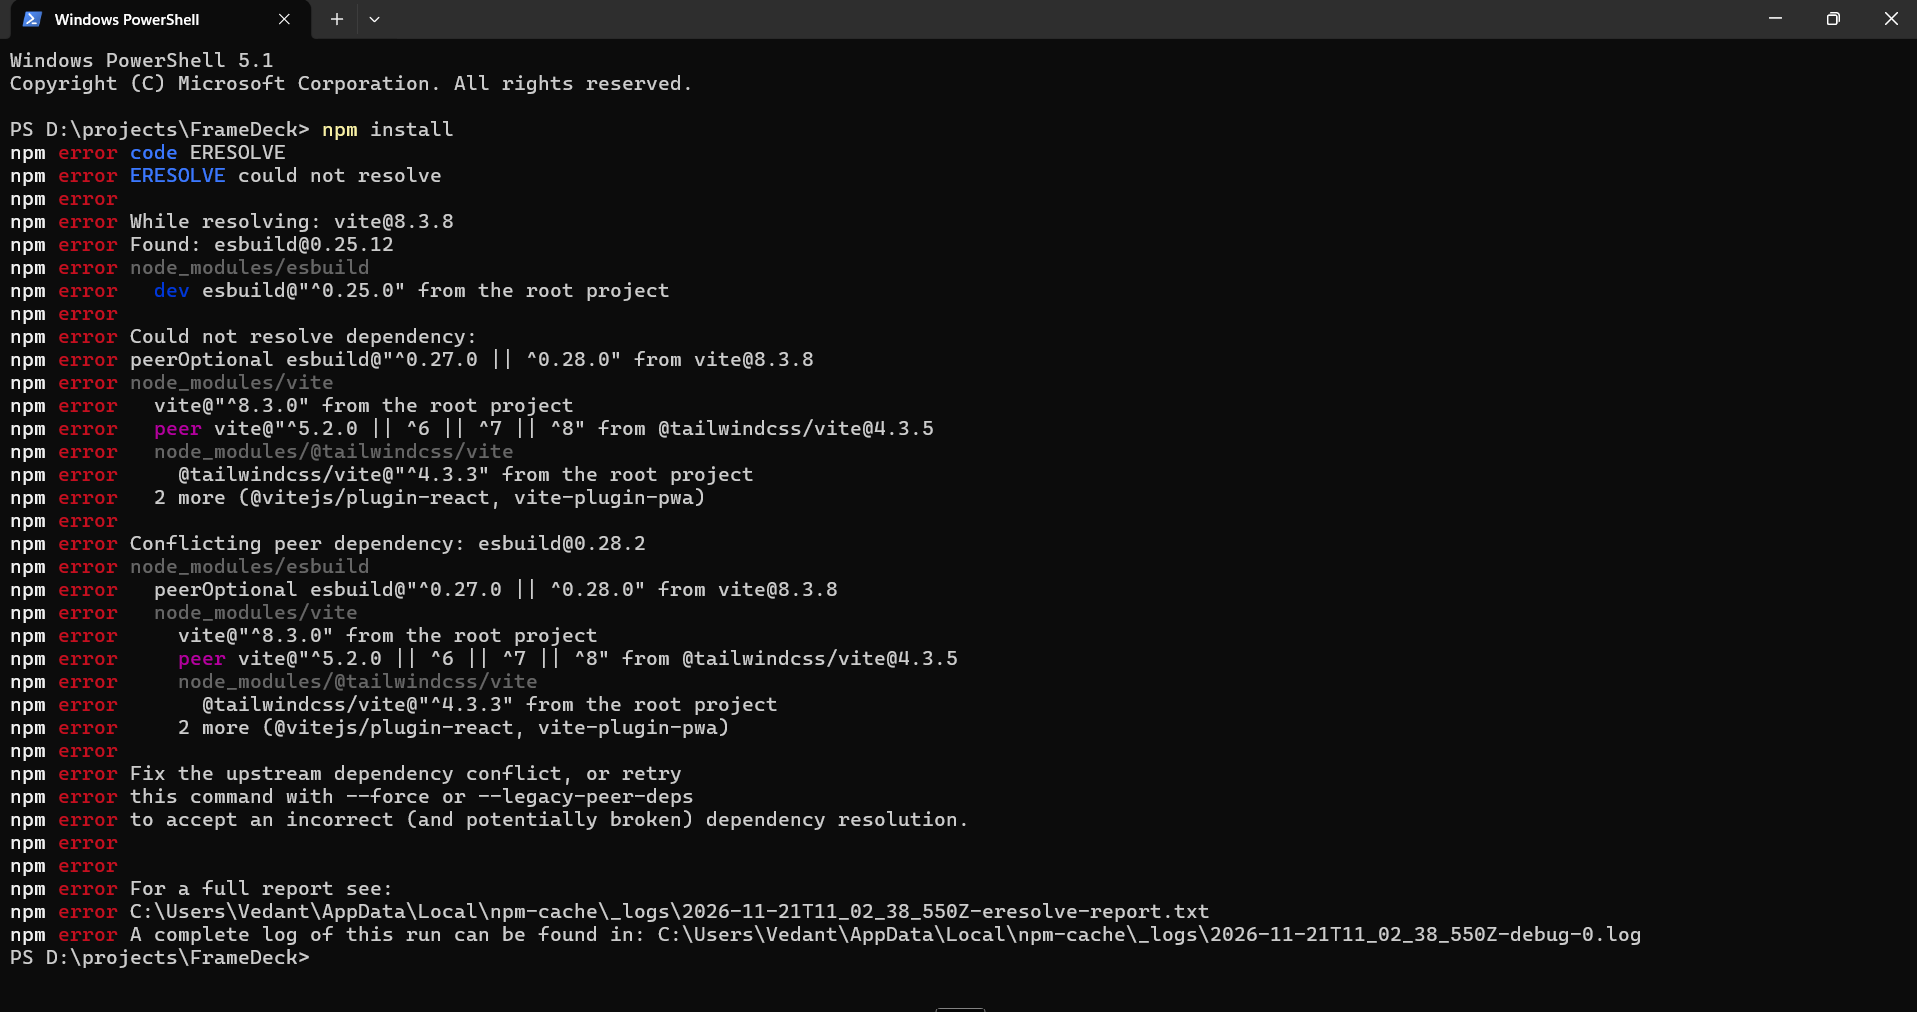 Windows PowerShell
Windows PowerShell 5.1
Copyright (C) Microsoft Corporation. All rights reserved.
PS D:\projects\FrameDeck> npm install
npm error code ERESOLVE
npm error ERESOLVE could not resolve
npm error
npm error While resolving: vite@8.3.8
npm error Found: esbuild@0.25.12
npm error node_modules/esbuild
npm error   dev esbuild@"^0.25.0" from the root project
npm error
npm error Could not resolve dependency:
npm error peerOptional esbuild@"^0.27.0 || ^0.28.0" from vite@8.3.8
npm error node_modules/vite
npm error   vite@"^8.3.0" from the root project
npm error   peer vite@"^5.2.0 || ^6 || ^7 || ^8" from @tailwindcss/vite@4.3.5
npm error   node_modules/@tailwindcss/vite
npm error     @tailwindcss/vite@"^4.3.3" from the root project
npm error   2 more (@vitejs/plugin-react, vite-plugin-pwa)
npm error
npm error Conflicting peer dependency: esbuild@0.28.2
npm error node_modules/esbuild
npm error   peerOptional esbuild@"^0.27.0 || ^0.28.0" from vite@8.3.8
npm error   node_modules/vite
npm error     vite@"^8.3.0" from the root project
npm error     peer vite@"^5.2.0 || ^6 || ^7 || ^8" from @tailwindcss/vite@4.3.5
npm error     node_modules/@tailwindcss/vite
npm error       @tailwindcss/vite@"^4.3.3" from the root project
npm error     2 more (@vitejs/plugin-react, vite-plugin-pwa)
npm error
npm error Fix the upstream dependency conflict, or retry
npm error this command with --force or --legacy-peer-deps
npm error to accept an incorrect (and potentially broken) dependency resolution.
npm error
npm error
npm error For a full report see:
npm error C:\Users\Vedant\AppData\Local\npm-cache\_logs\2026-11-21T11_02_38_550Z-eresolve-report.txt
npm error A complete log of this run can be found in: C:\Users\Vedant\AppData\Local\npm-cache\_logs\2026-11-21T11_02_38_550Z-debug-0.log
PS D:\projects\FrameDeck>